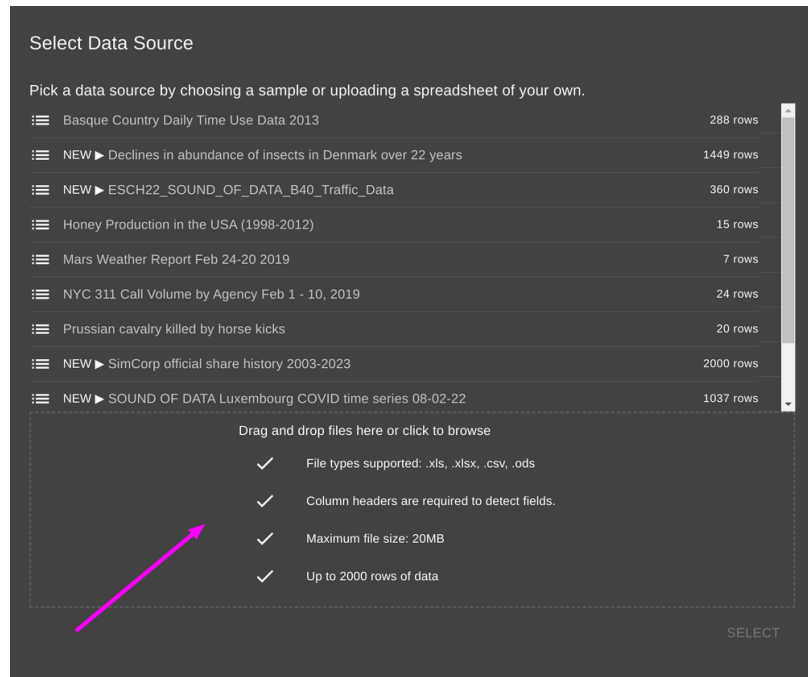 Select Data Source
Pick a data source by choosing a sample or uploading a spreadsheet of your own.
Basque Country Daily Time Use Data 2013 288 rows
NEW ▶ Declines in abundance of insects in Denmark over 22 years 1449 rows
NEW ▶ ESCH22_SOUND_OF_DATA_B40_Traffic_Data 360 rows
Honey Production in the USA (1998-2012) 15 rows
Mars Weather Report Feb 24-20 2019 7 rows
NYC 311 Call Volume by Agency Feb 1 - 10, 2019 24 rows
Prussian cavalry killed by horse kicks 20 rows
NEW ▶ SimCorp official share history 2003-2023 2000 rows
NEW ▶ SOUND OF DATA Luxembourg COVID time series 08-02-22 1037 rows
Drag and drop files here or click to browse
File types supported: .xls, .xlsx, .csv, .ods
Column headers are required to detect fields.
Maximum file size: 20MB
Up to 2000 rows of data
SELECT